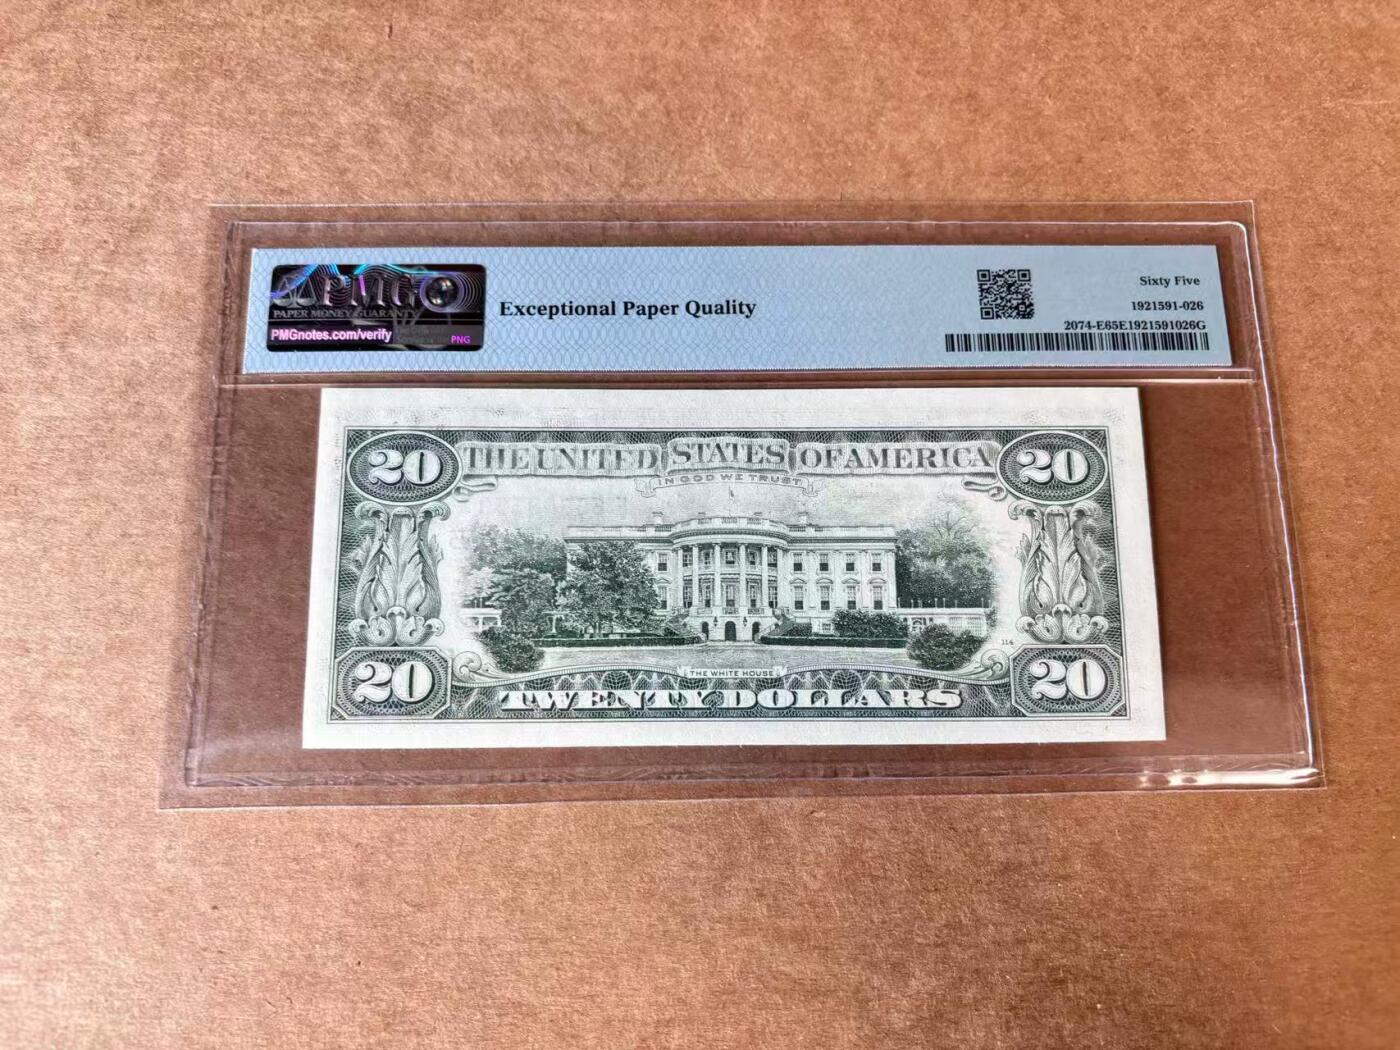 PMG
PAPER MONEY GUARANTY
PMGnotes.com/verify
PNG
Exceptional Paper Quality
Sixty Five
1921591-026
2074-E65E1921591026G
20
THE UNITED STATES OF AMERICA
20
IN GOD WE TRUST
114
THE WHITE HOUSE
20
TWENTY DOLLARS
20